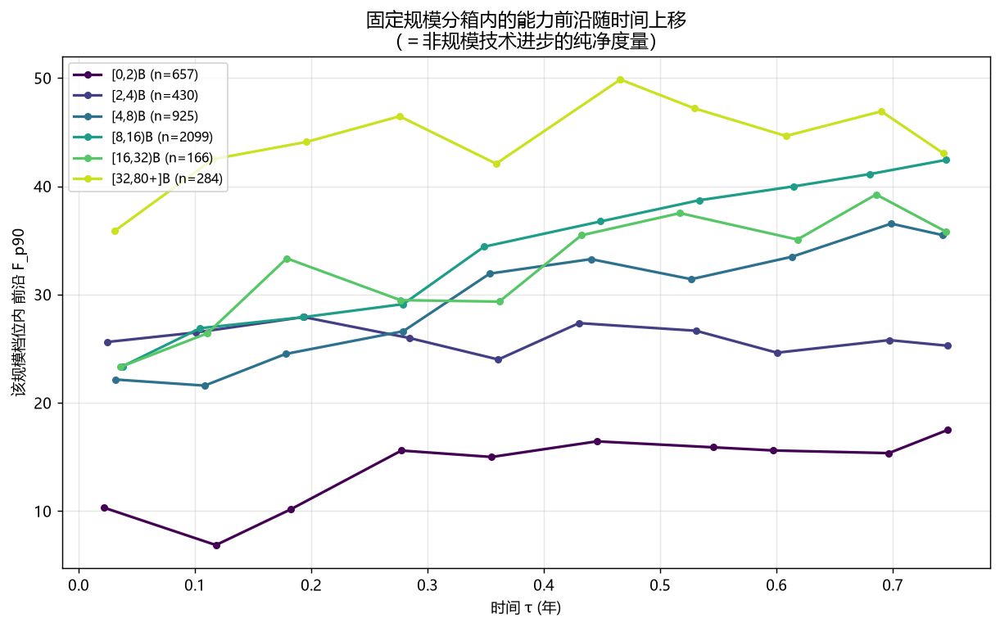 固定规模分箱内的能力前沿随时间上移
(＝非规模技术进步的纯净度量)
[0,2)B (n=657)
[2,4)B (n=430)
[4,8)B (n=925)
[8,16)B (n=2099)
[16,32)B (n=166)
[32,80+]B (n=284)
50
40
30
20
10
该规模档位内 前沿 F_p90
0.0 0.1 0.2 0.3 0.4 0.5 0.6 0.7
时间 τ (年)